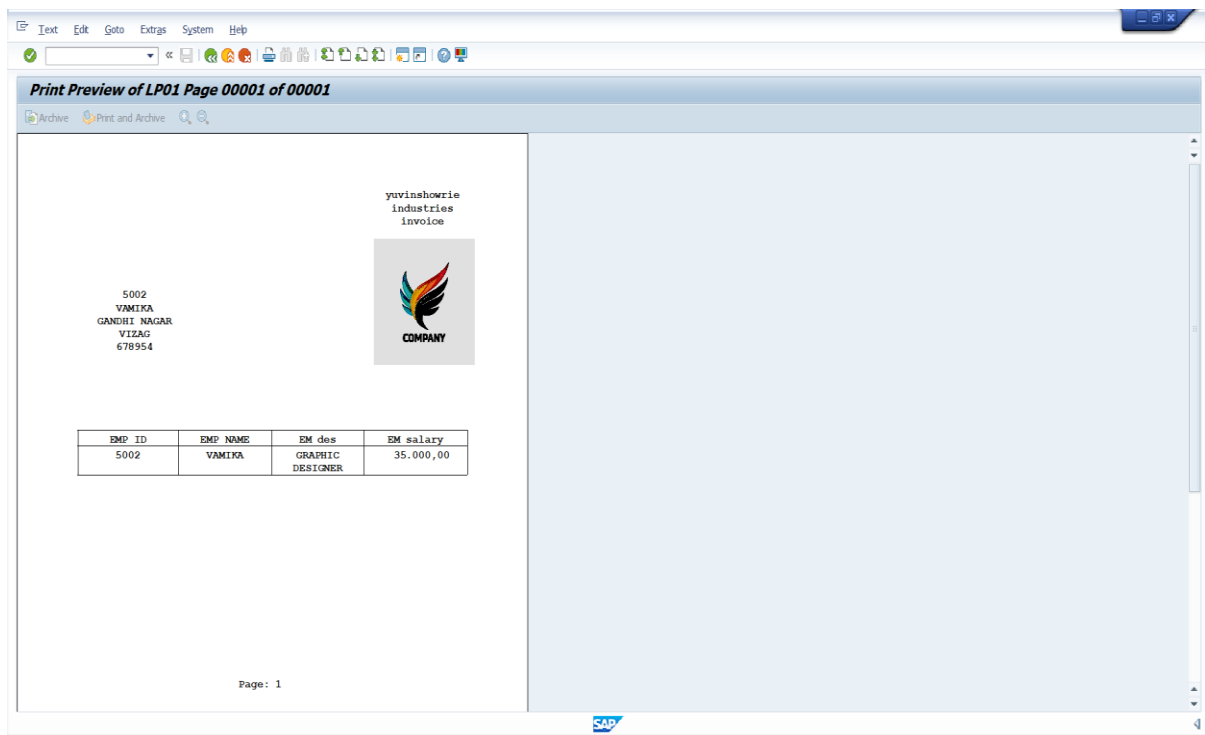 Text Edit Goto Extras System Help
Print Preview of LP01 Page 00001 of 00001
Archive Print and Archive
yuvinshowrie
industries
invoice
COMPANY
5002
VAMIKA
GANDHI NAGAR
VIZAG
678954
EMP ID EMP NAME EM des EM salary
5002 VAMIKA GRAPHIC 35.000,00
DESIGNER
Page: 1
SAP